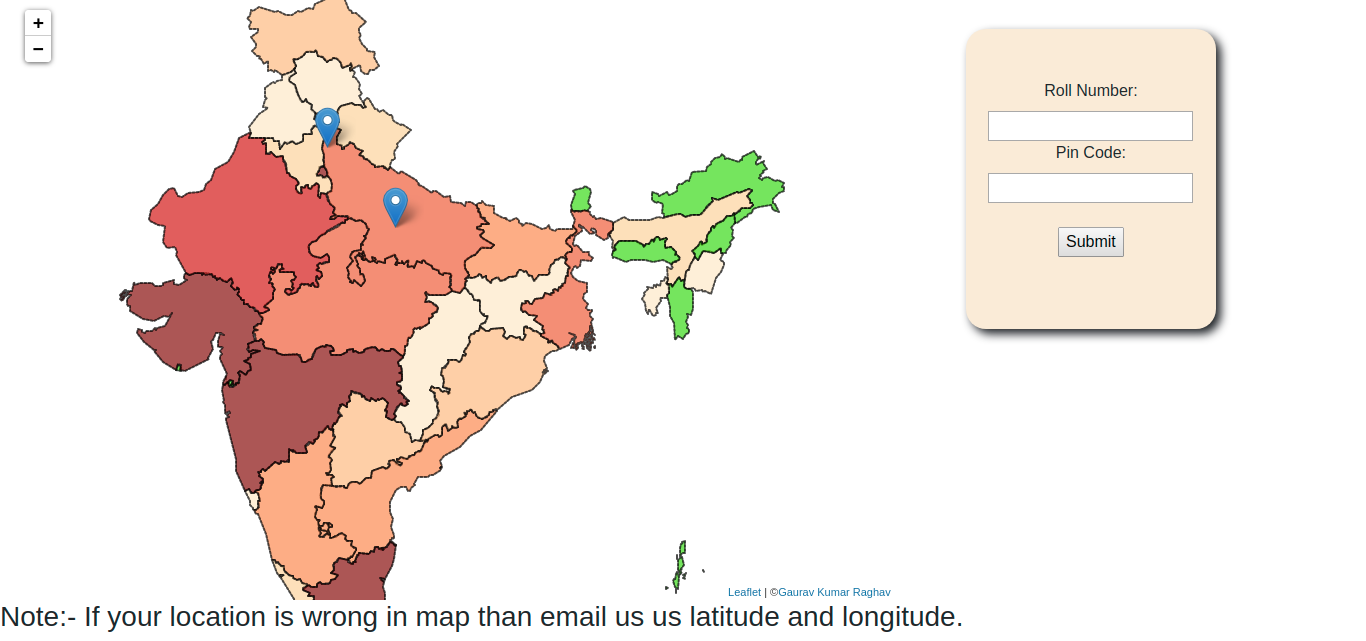 +
−
Roll Number:
Pin Code:
Submit
Leaflet | ©Gaurav Kumar Raghav
Note:- If your location is wrong in map than email us us latitude and longitude.